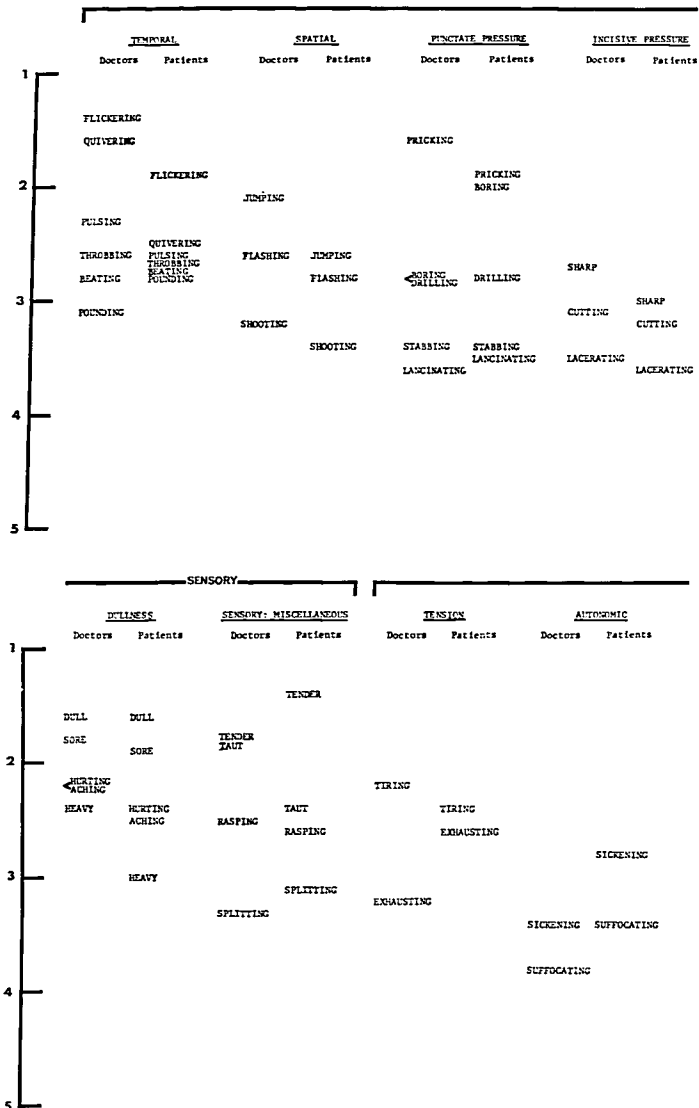 TEMPORAL SPATIAL PUNCTATE PRESSURE INCISIVE PRESSURE
Doctors Patients Doctors Patients Doctors Patients Doctors Patients
1
FLICKERING
QUIVERING PRICKING
FLICKERING PRICKING
2 BORING
JUMPING
PULSING
QUIVERING
THROBBING PULSING FLASHING JUMPING
THROBBING SHARP
BEATING
BEATING POUNDING FLASHING <BORING DRILLING
DRILLING
3 SHARP
POUNDING CUTTING
SHOOTING CUTTING
SHOOTING STABBING STABBING
LANCINATING LACERATING
LANCINATING LACERATING
4
5
SENSORY
DULLNESS SENSORY: MISCELLANEOUS TENSION AUTONOMIC
Doctors Patients Doctors Patients Doctors Patients Doctors Patients
1
TENDER
DULL DULL
SORE TENDER
SORE TAUT
2
<HURTING TIRING
ACHING
HEAVY HURTING TAUT TIRING
ACHING RASPING
RASPING EXHAUSTING
SICKENING
3 HEAVY
SPLITTING
EXHAUSTING
SPLITTING
SICKENING SUFFOCATING
SUFFOCATING
4
5